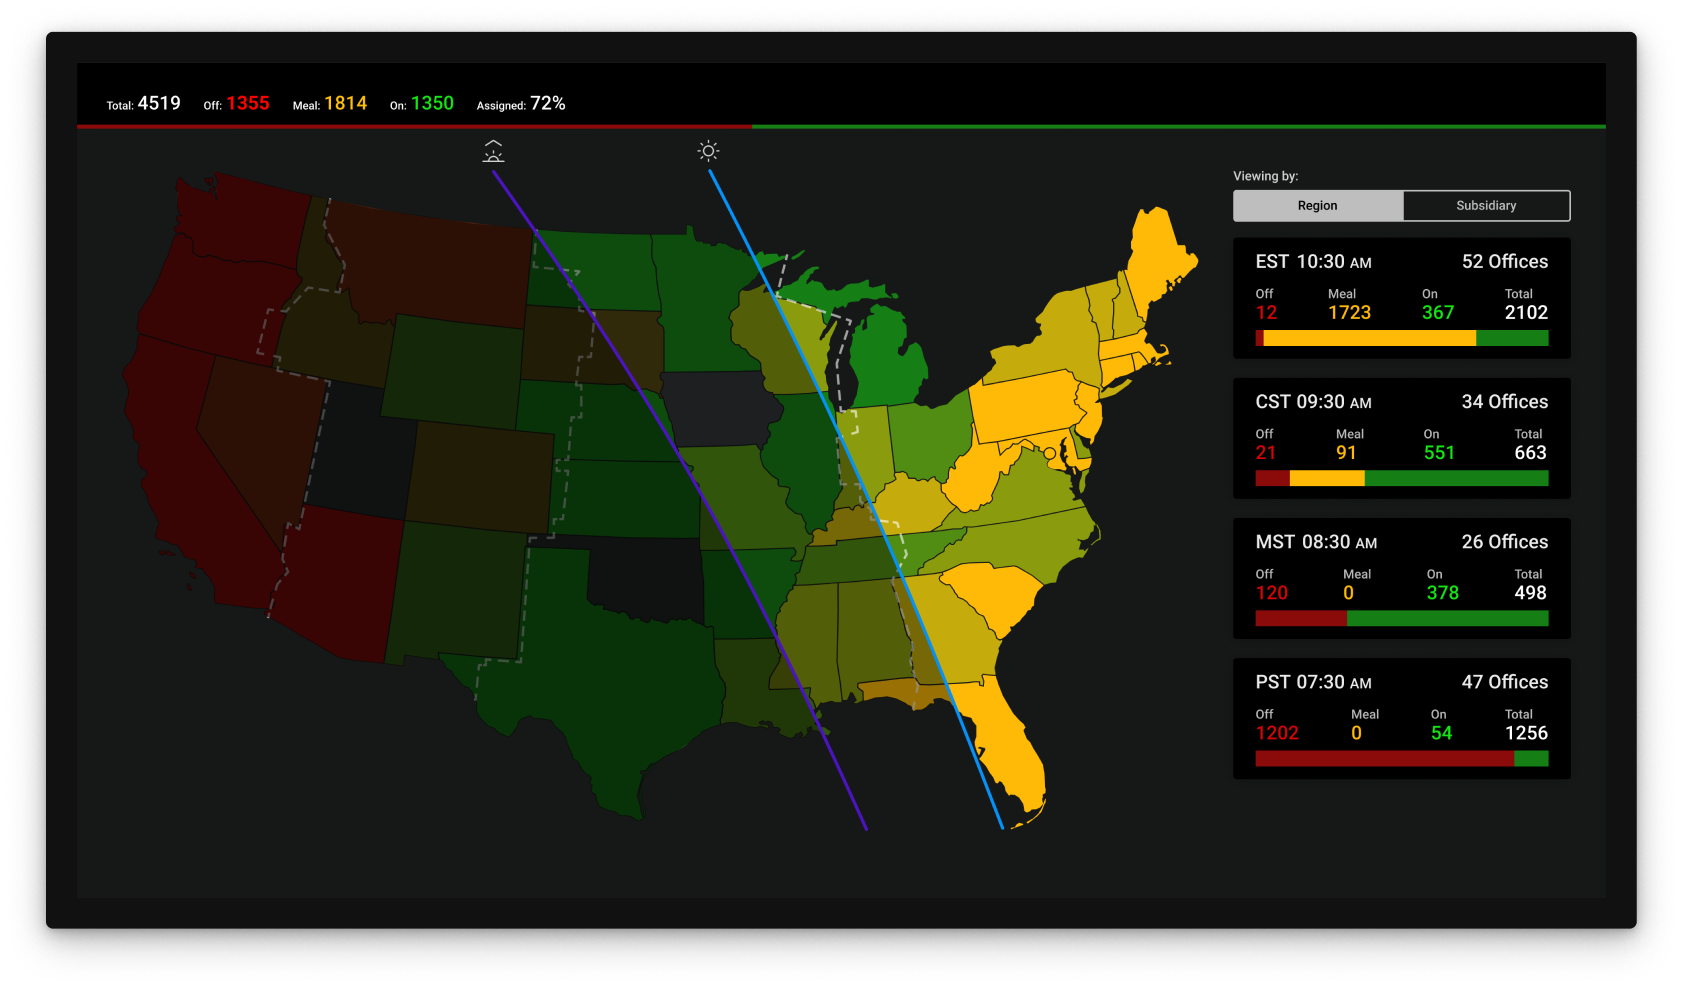 Total: 4519 Off: 1355 Meal: 1814 On: 1350 Assigned: 72%
Viewing by:
Region Subsidiary
EST 10:30 AM 52 Offices
Off Meal On Total
12 1723 367 2102
CST 09:30 AM 34 Offices
Off Meal On Total
21 91 551 663
MST 08:30 AM 26 Offices
Off Meal On Total
120 0 378 498
PST 07:30 AM 47 Offices
Off Meal On Total
1202 0 54 1256